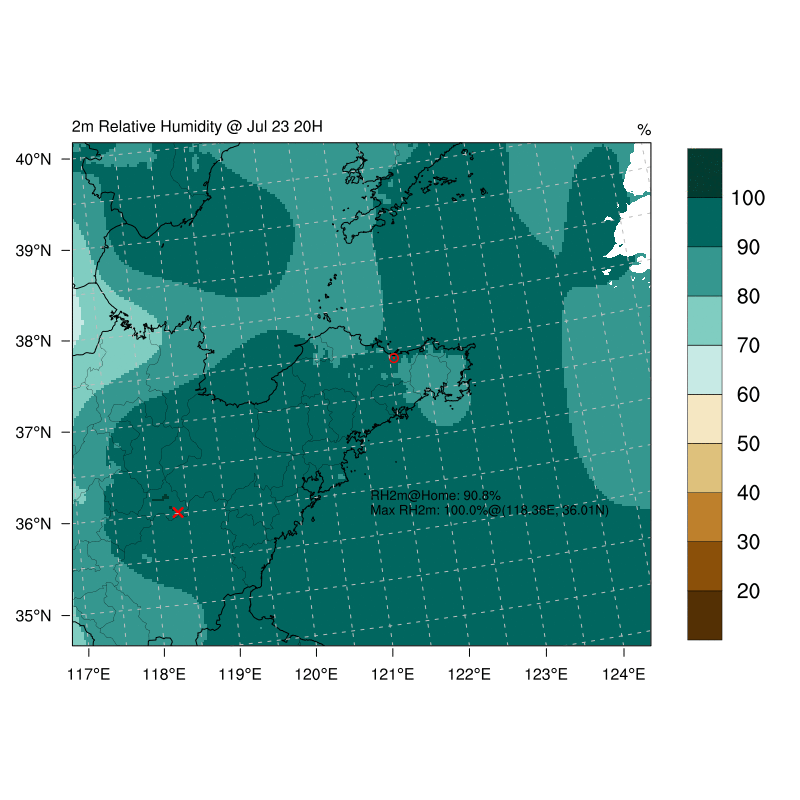 2m Relative Humidity @ Jul 23 20H
%
40°N
39°N
38°N
37°N
36°N
35°N
117°E 118°E 119°E 120°E 121°E 122°E 123°E 124°E
RH2m@Home: 90.8%
Max RH2m: 100.0%@(118.36E, 36.01N)
100
90
80
70
60
50
40
30
20